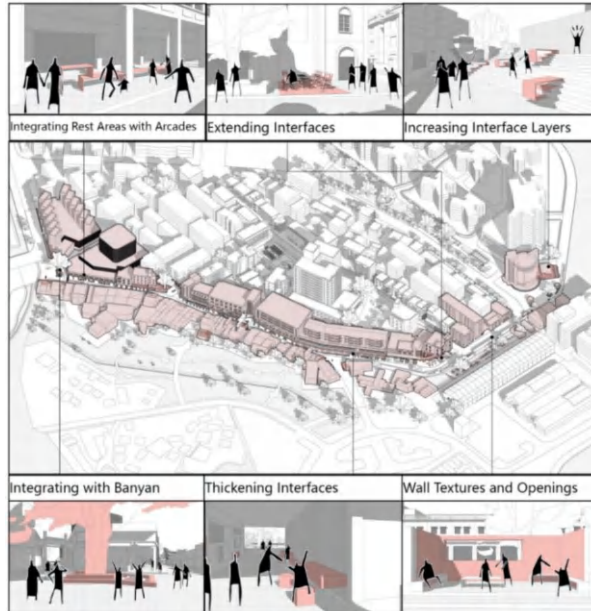 Integrating Rest Areas with Arcades
Extending Interfaces
Increasing Interface Layers
Integrating with Banyan
Thickening Interfaces
Wall Textures and Openings